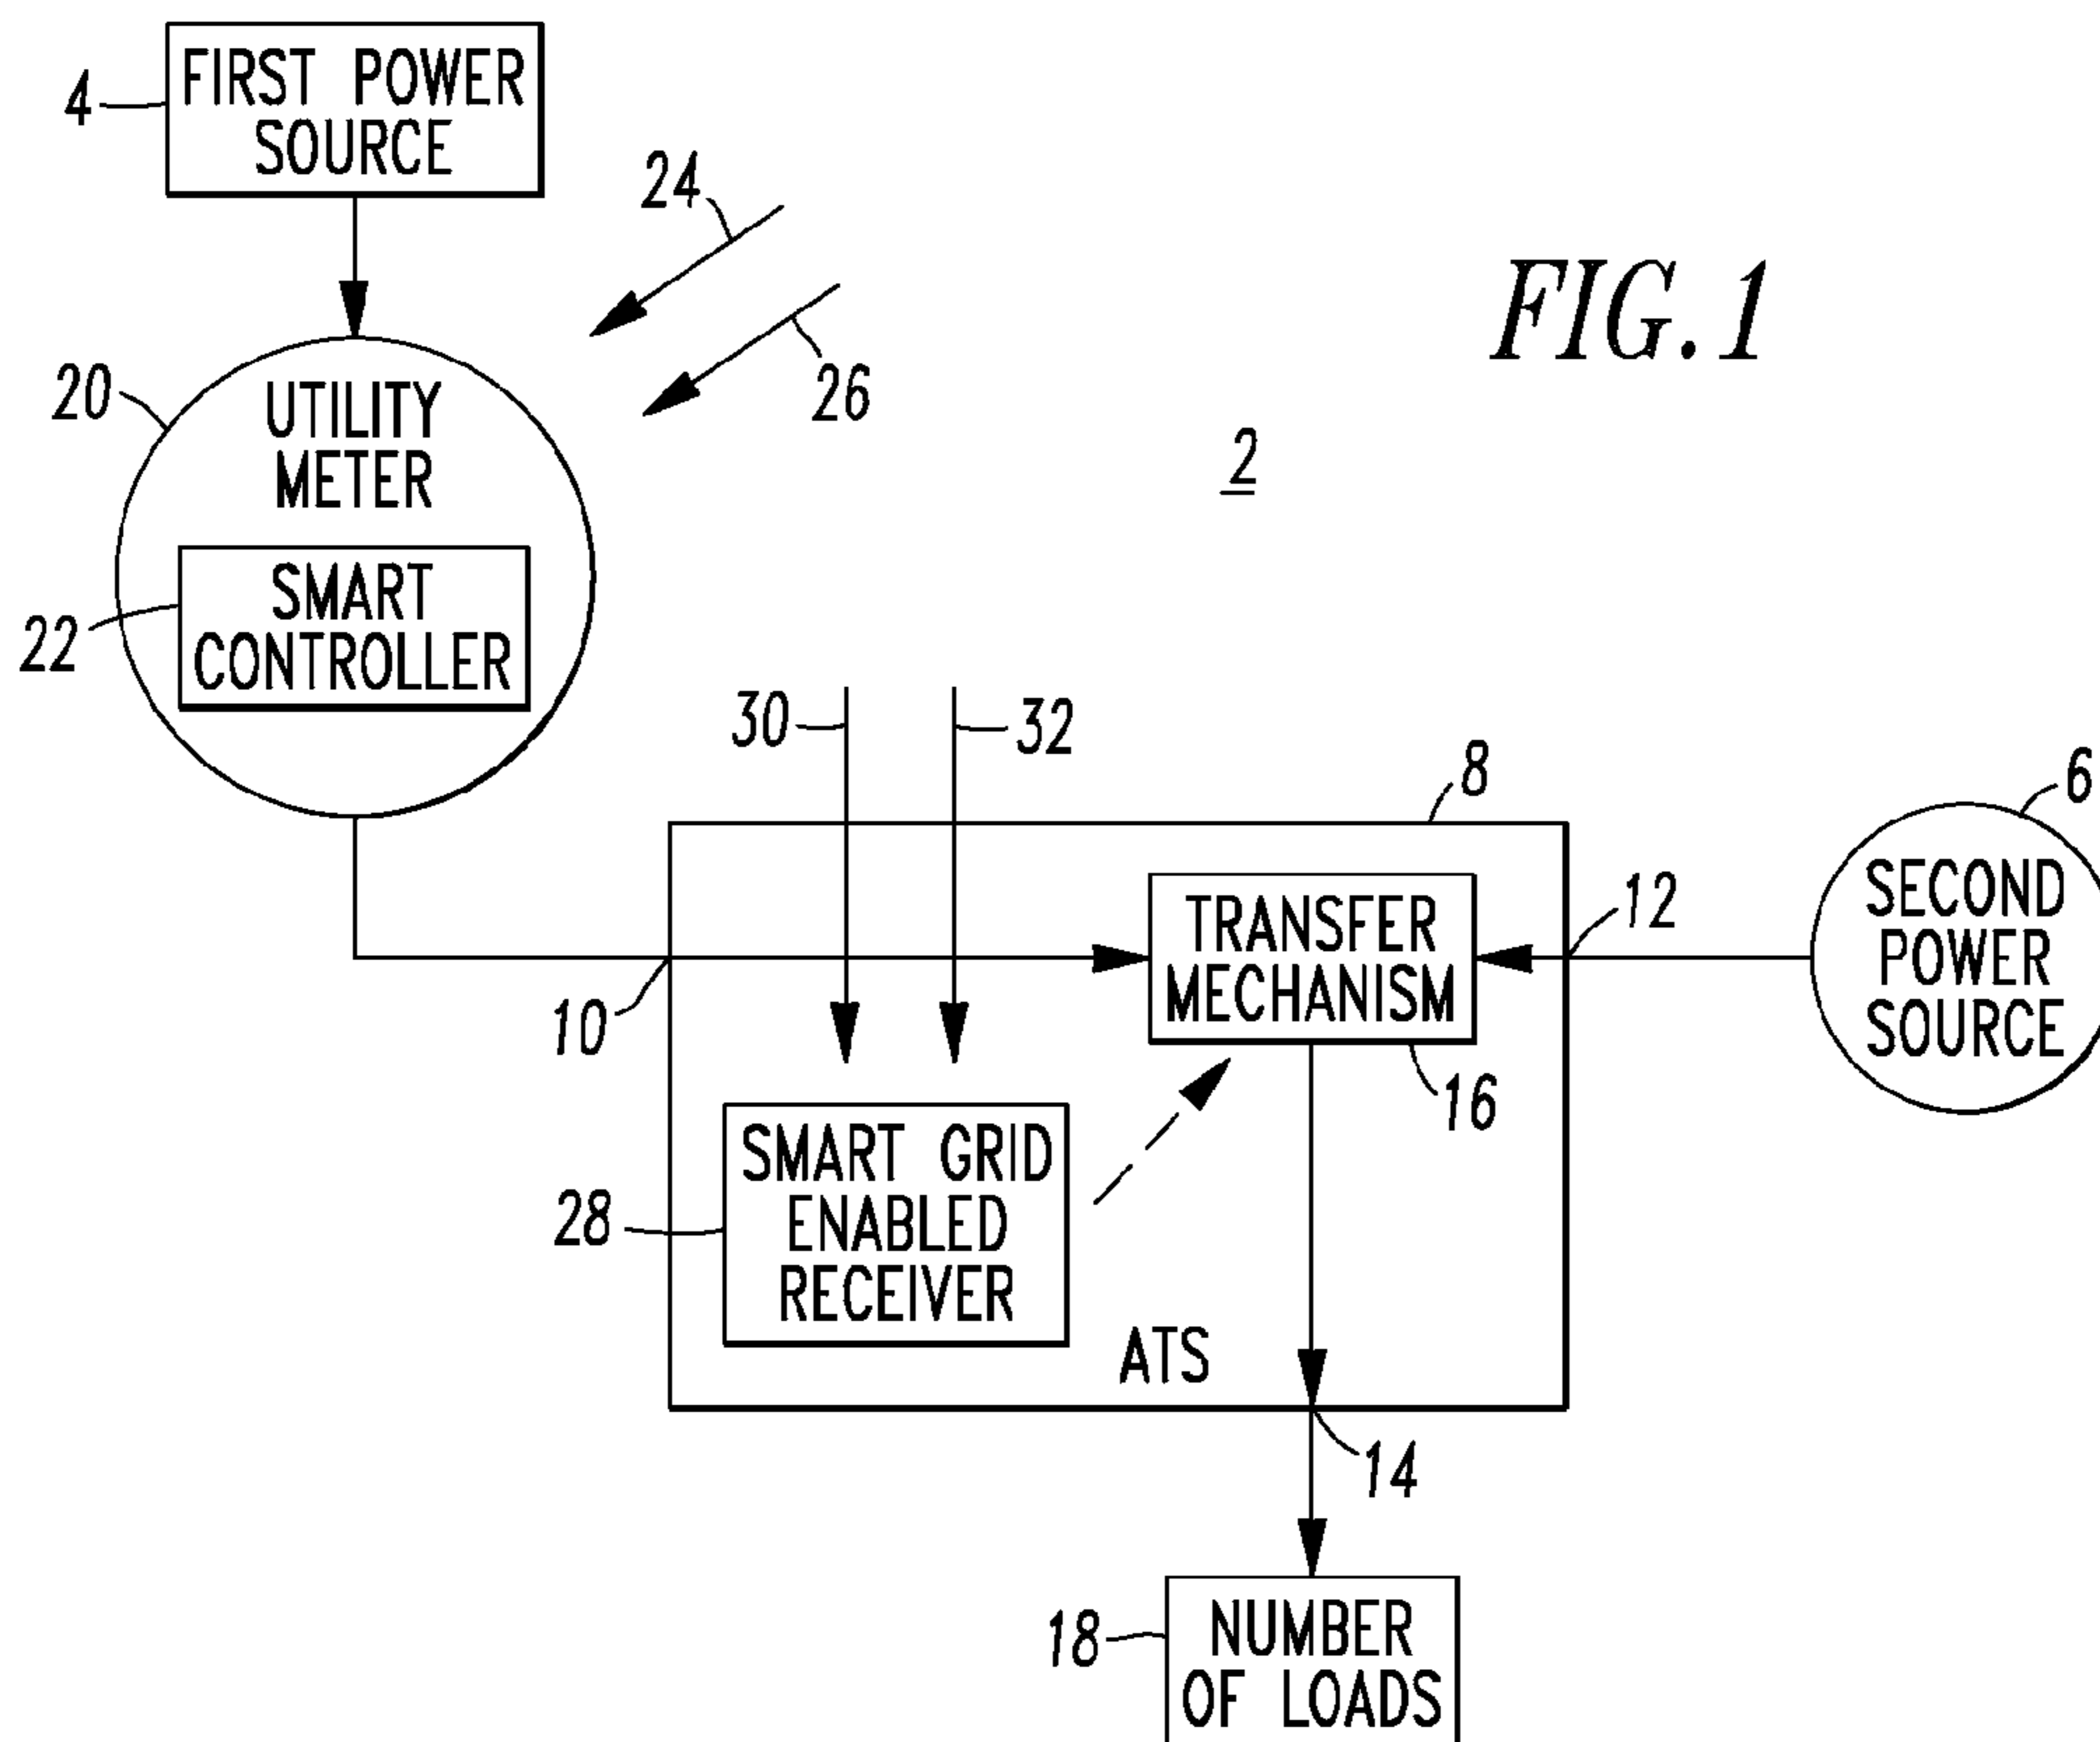 FIRST POWER
SOURCE
4
24
26
FIG. 1
2
20
UTILITY
METER
22
SMART
CONTROLLER
30
32
8
6
10
TRANSFER
MECHANISM
12
SECOND
POWER
SOURCE
16
28
SMART GRID
ENABLED
RECEIVER
ATS
14
18
NUMBER
OF LOADS